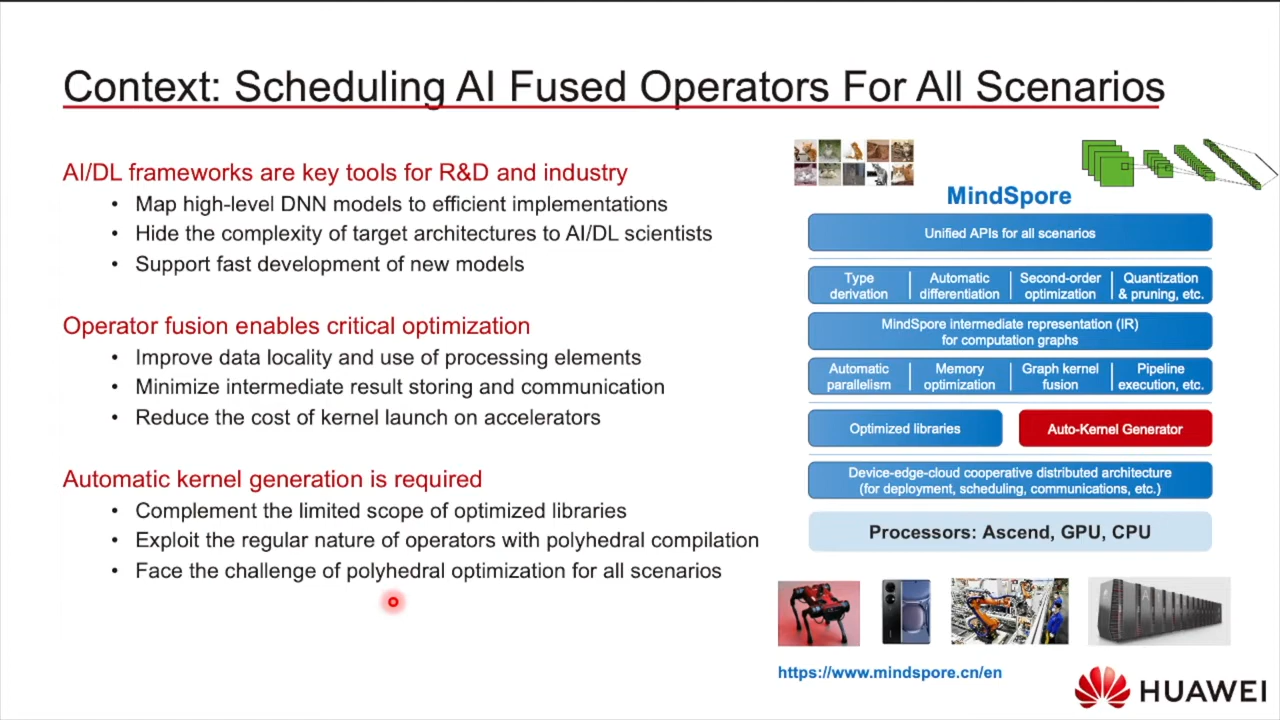 Context: Scheduling AI Fused Operators For All Scenarios
AI/DL frameworks are key tools for R&D and industry
• Map high-level DNN models to efficient implementations
• Hide the complexity of target architectures to AI/DL scientists
• Support fast development of new models
Operator fusion enables critical optimization
• Improve data locality and use of processing elements
• Minimize intermediate result storing and communication
• Reduce the cost of kernel launch on accelerators
Automatic kernel generation is required
• Complement the limited scope of optimized libraries
• Exploit the regular nature of operators with polyhedral compilation
• Face the challenge of polyhedral optimization for all scenarios
MindSpore
Unified APIs for all scenarios
Type derivation
Automatic differentiation
Second-order optimization
Quantization & pruning, etc.
MindSpore intermediate representation (IR)
for computation graphs
Automatic parallelism
Memory optimization
Graph kernel fusion
Pipeline execution, etc.
Optimized libraries
Auto-Kernel Generator
Device-edge-cloud cooperative distributed architecture
(for deployment, scheduling, communications, etc.)
Processors: Ascend, GPU, CPU
https://www.mindspore.cn/en
HUAWEI